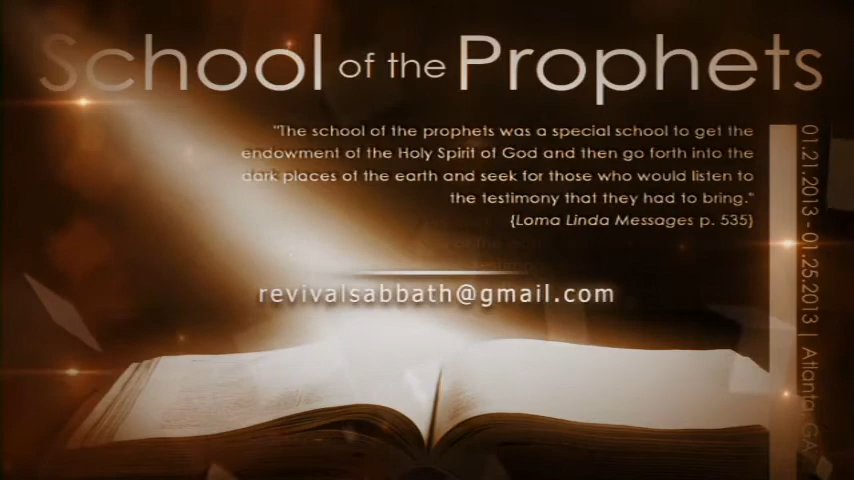 School of the Prophets
"The school of the prophets was a special school to get the
endowment of the Holy Spirit of God and then go forth into the
dark places of the earth and seek for those who would listen to
the testimony that they had to bring."
{Loma Linda Messages p. 535}
revivalsabbath@gmail.com
01.21.2013 - 01.25.2013 | Atlanta, GA